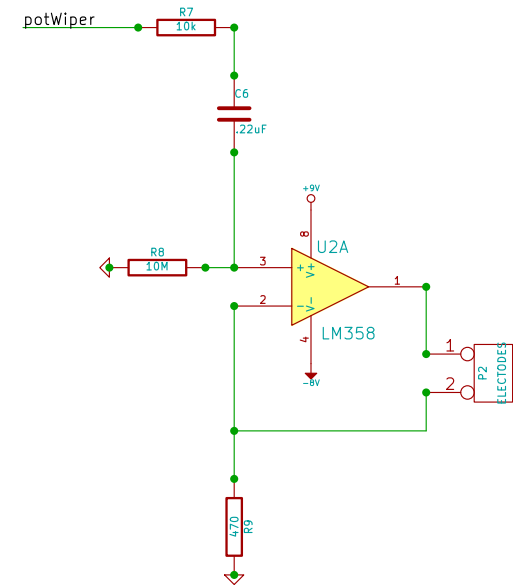 potWiper
R7
10k
C6
.22uF
+9V
8
U2A
R8
10M
3
+
V+
1
2
-
V-
4
LM358
-8V
1
2
P2
ELECTODES
470
R9